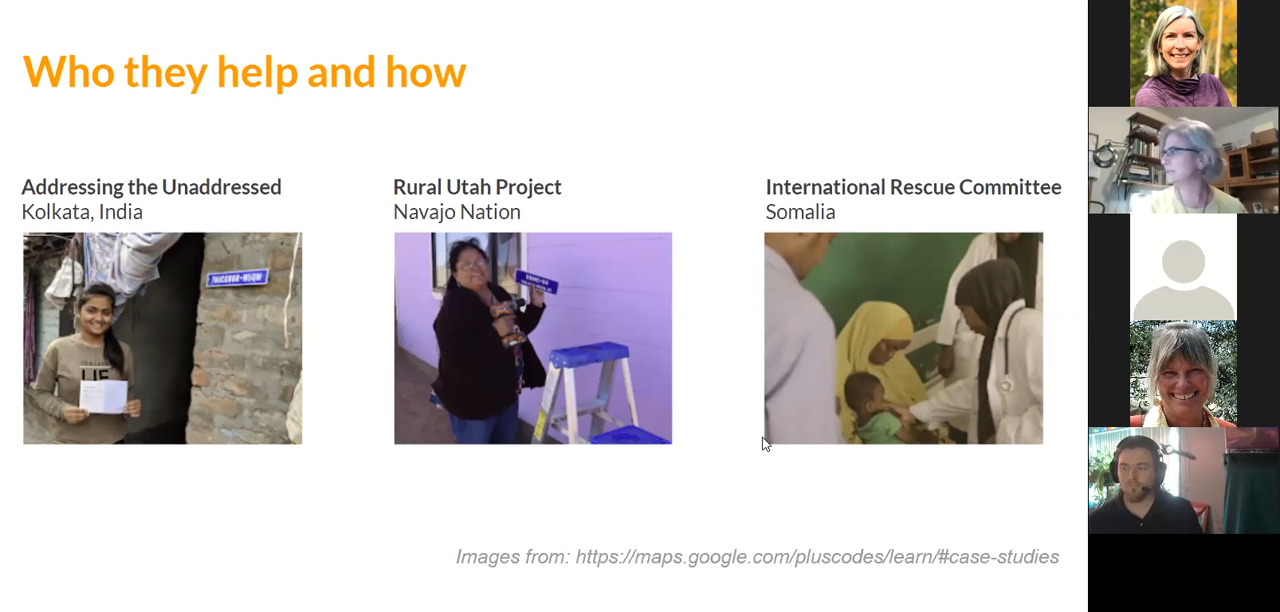 Who they help and how
Addressing the Unaddressed
Kolkata, India
Rural Utah Project
Navajo Nation
International Rescue Committee
Somalia
LIFE
Images from: https://maps.google.com/pluscodes/learn/#case-studies